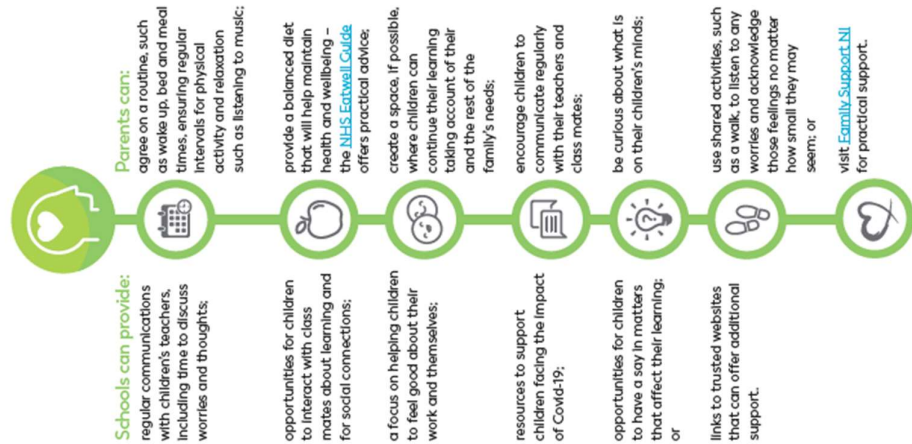 Schools can provide:
regular communications
with children's teachers,
including time to discuss
worries and thoughts;
opportunities for children
to interact with class
mates about learning and
for social connections;
a focus on helping children
to feel good about their
work and themselves;
resources to support
children facing the impact
of Covid-19;
opportunities for children
to have a say in matters
that affect their learning;
or
links to trusted websites
that can offer additional
support.
Parents can:
agree on a routine, such
as wake up, bed and meal
times, ensuring regular
intervals for physical
activity and relaxation
such as listening to music;
provide a balanced diet
that will help maintain
health and wellbeing –
the NHS Eatwell Guide
offers practical advice;
create a space, if possible,
where children can
continue their learning
taking account of their
and the rest of the
family's needs;
encourage children to
communicate regularly
with their teachers and
class mates;
be curious about what is
on their children's minds;
use shared activities, such
as a walk, to listen to any
worries and acknowledge
those feelings no matter
how small they may
seem; or
visit Family Support NI
for practical support.